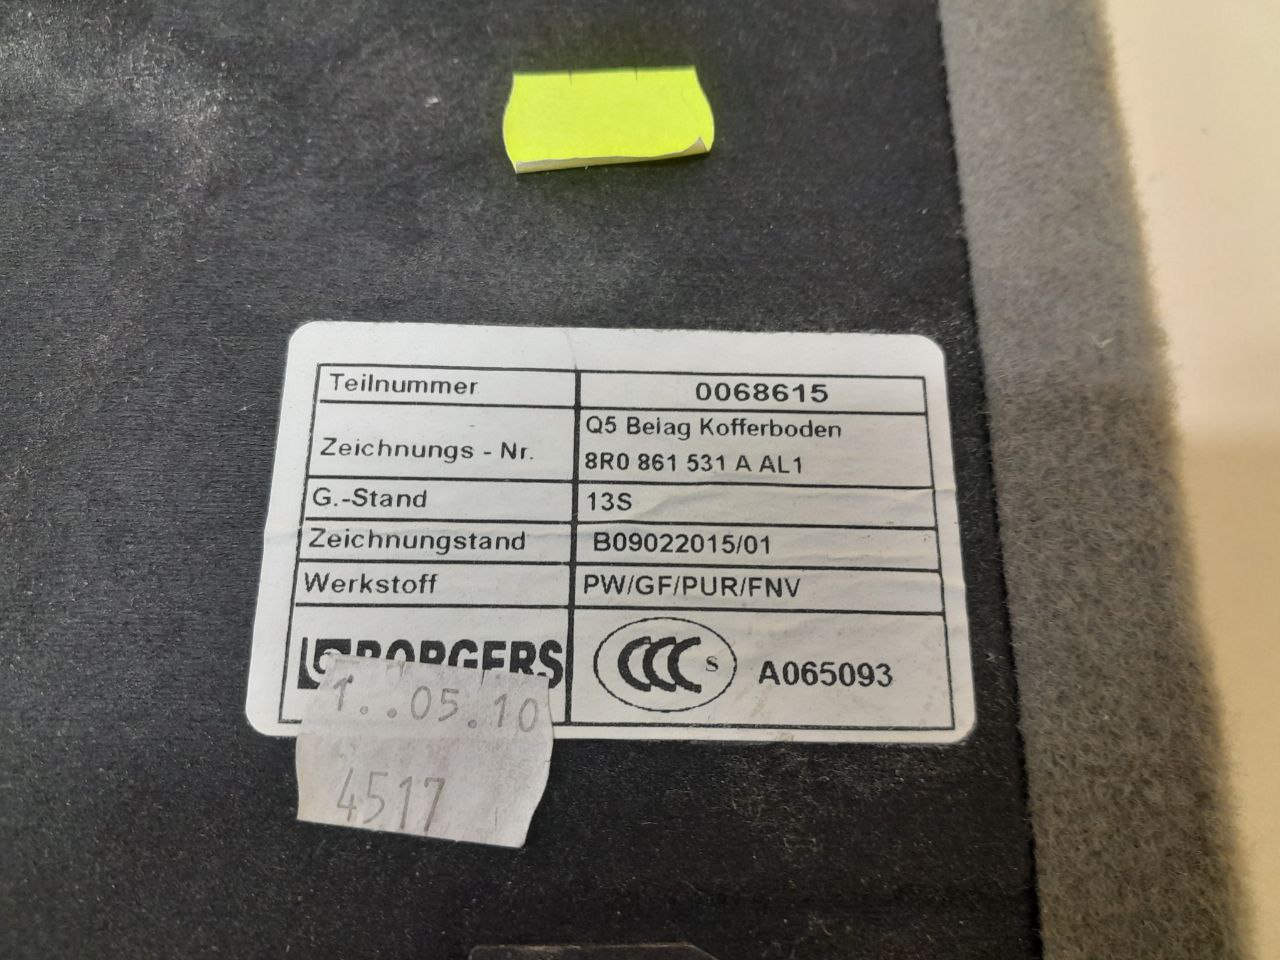 Teilnummer 0068615
Zeichnungs - Nr. Q5 Belag Kofferboden
8R0 861 531 A AL1
G.-Stand 13S
Zeichnungstand B09022015/01
Werkstoff PW/GF/PUR/FNV
BORGERS CCC S A065093
1..05.10
4517